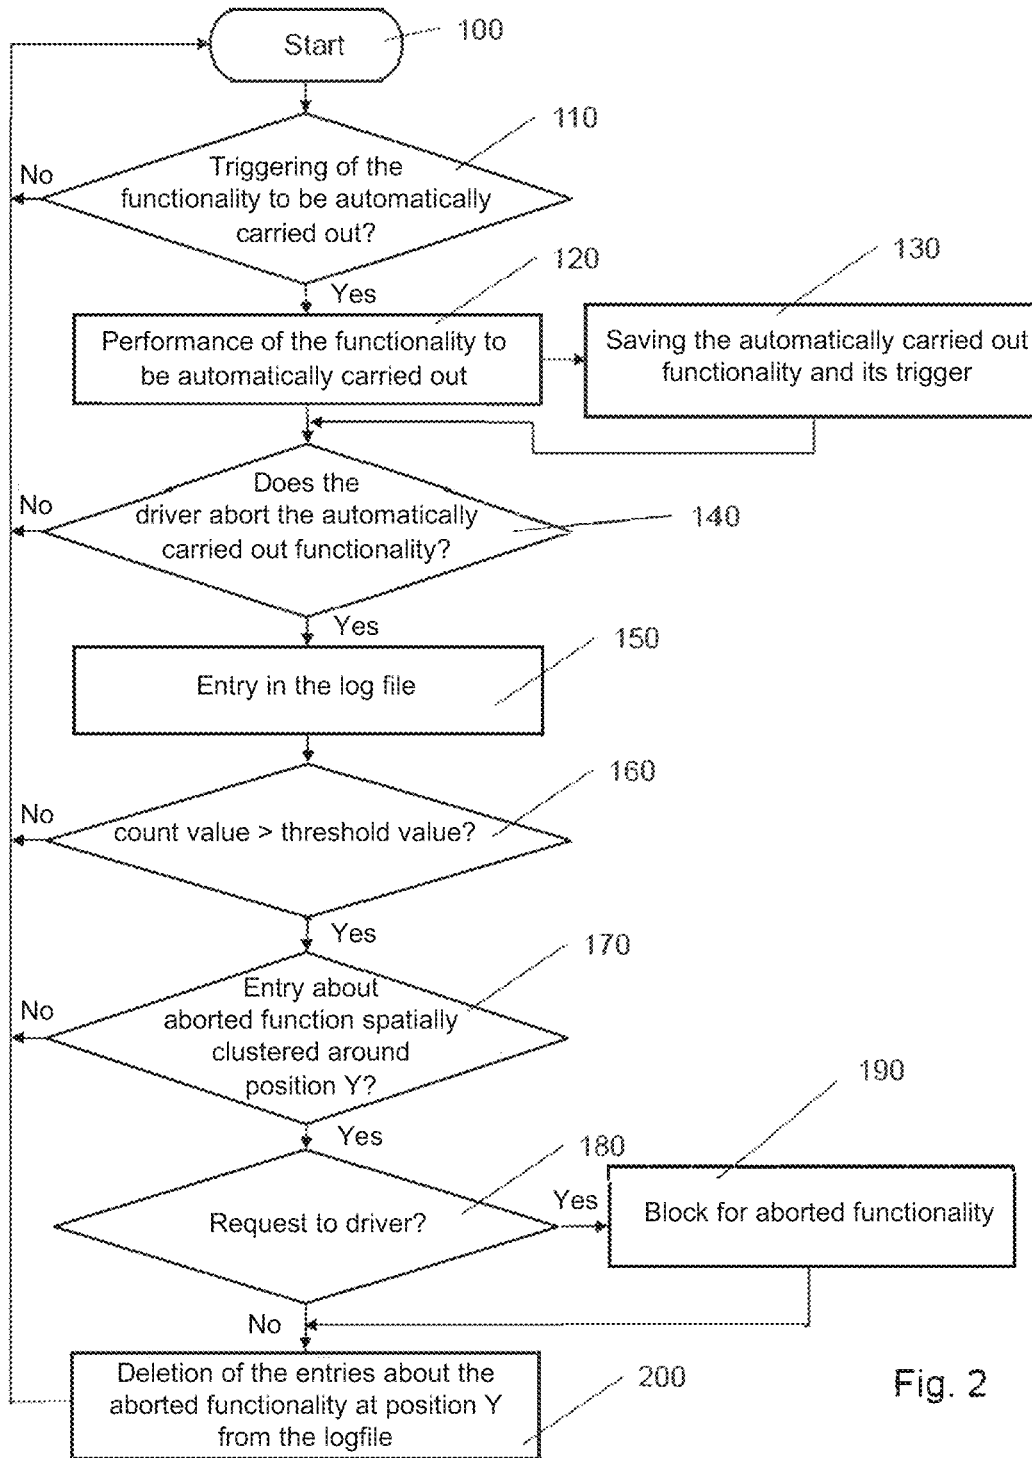 Start
100
110
Triggering of the
functionality to be automatically
carried out?
No
Yes
120
Performance of the functionality to
be automatically carried out
130
Saving the automatically carried out
functionality and its trigger
Does the
driver abort the automatically
carried out functionality?
No
140
Yes
150
Entry in the log file
160
count value > threshold value?
No
Yes
170
Entry about
aborted function spatially
clustered around
position Y?
No
Yes
180
Request to driver?
Yes
190
Block for aborted functionality
No
Deletion of the entries about the
aborted functionality at position Y
from the logfile
200
Fig. 2